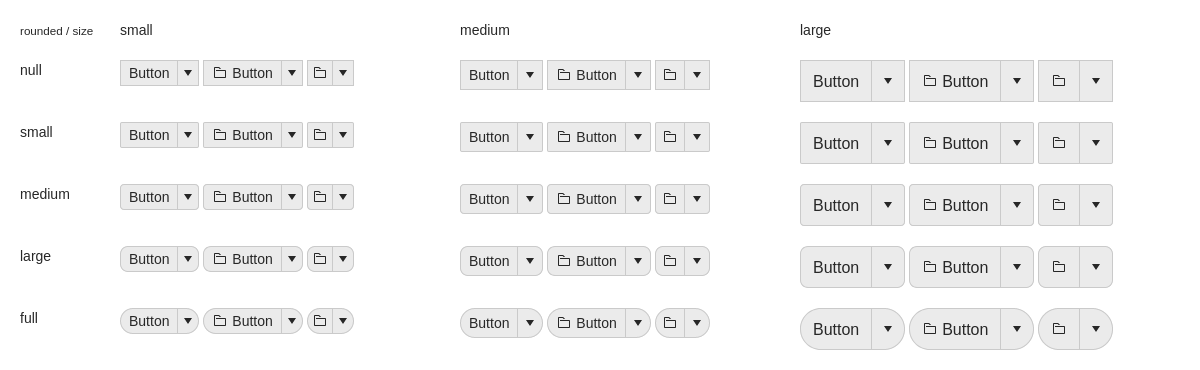 rounded / size small medium large
null Button Button Button Button Button Button
small Button Button Button Button Button Button
medium Button Button Button Button Button Button
large Button Button Button Button Button Button
full Button Button Button Button Button Button